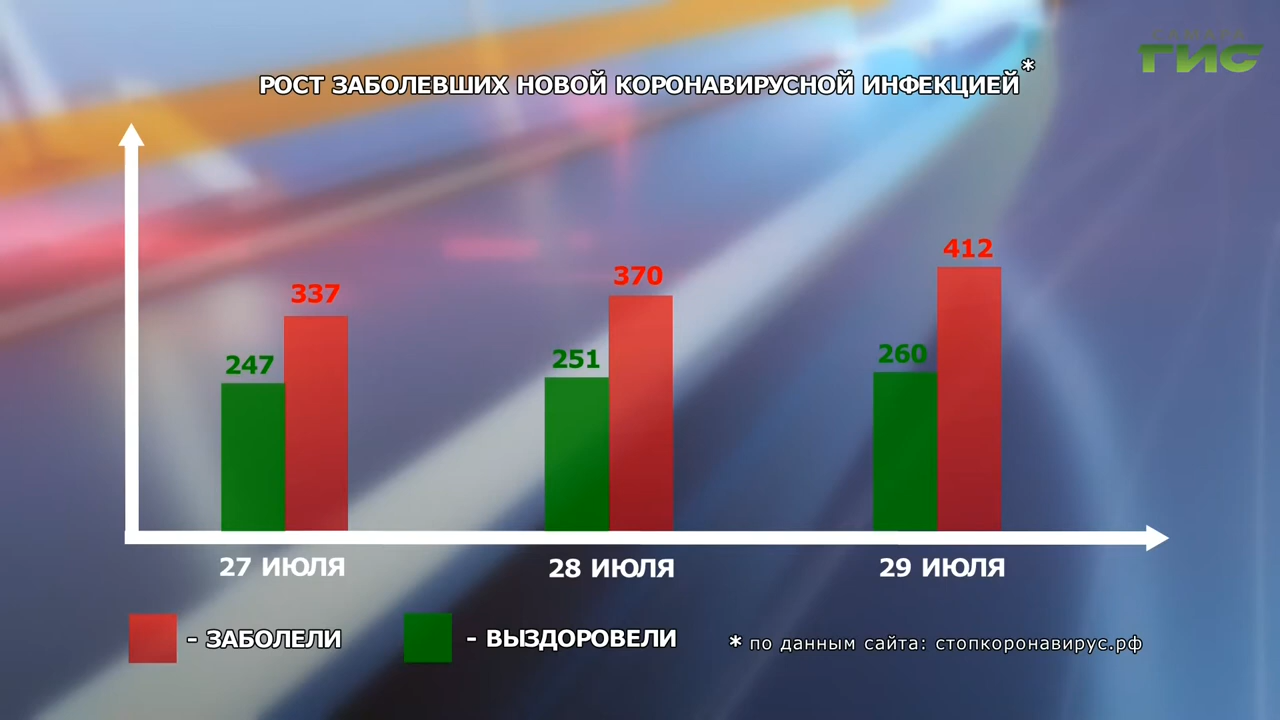 САМАРА
ГИС
РОСТ ЗАБОЛЕВШИХ НОВОЙ КОРОНАВИРУСНОЙ ИНФЕКЦИЕЙ*
412
370
337
260
251
247
27 ИЮЛЯ
28 ИЮЛЯ
29 ИЮЛЯ
- ЗАБОЛЕЛИ
- ВЫЗДОРОВЕЛИ
* по данным сайта: стопкоронавирус.рф